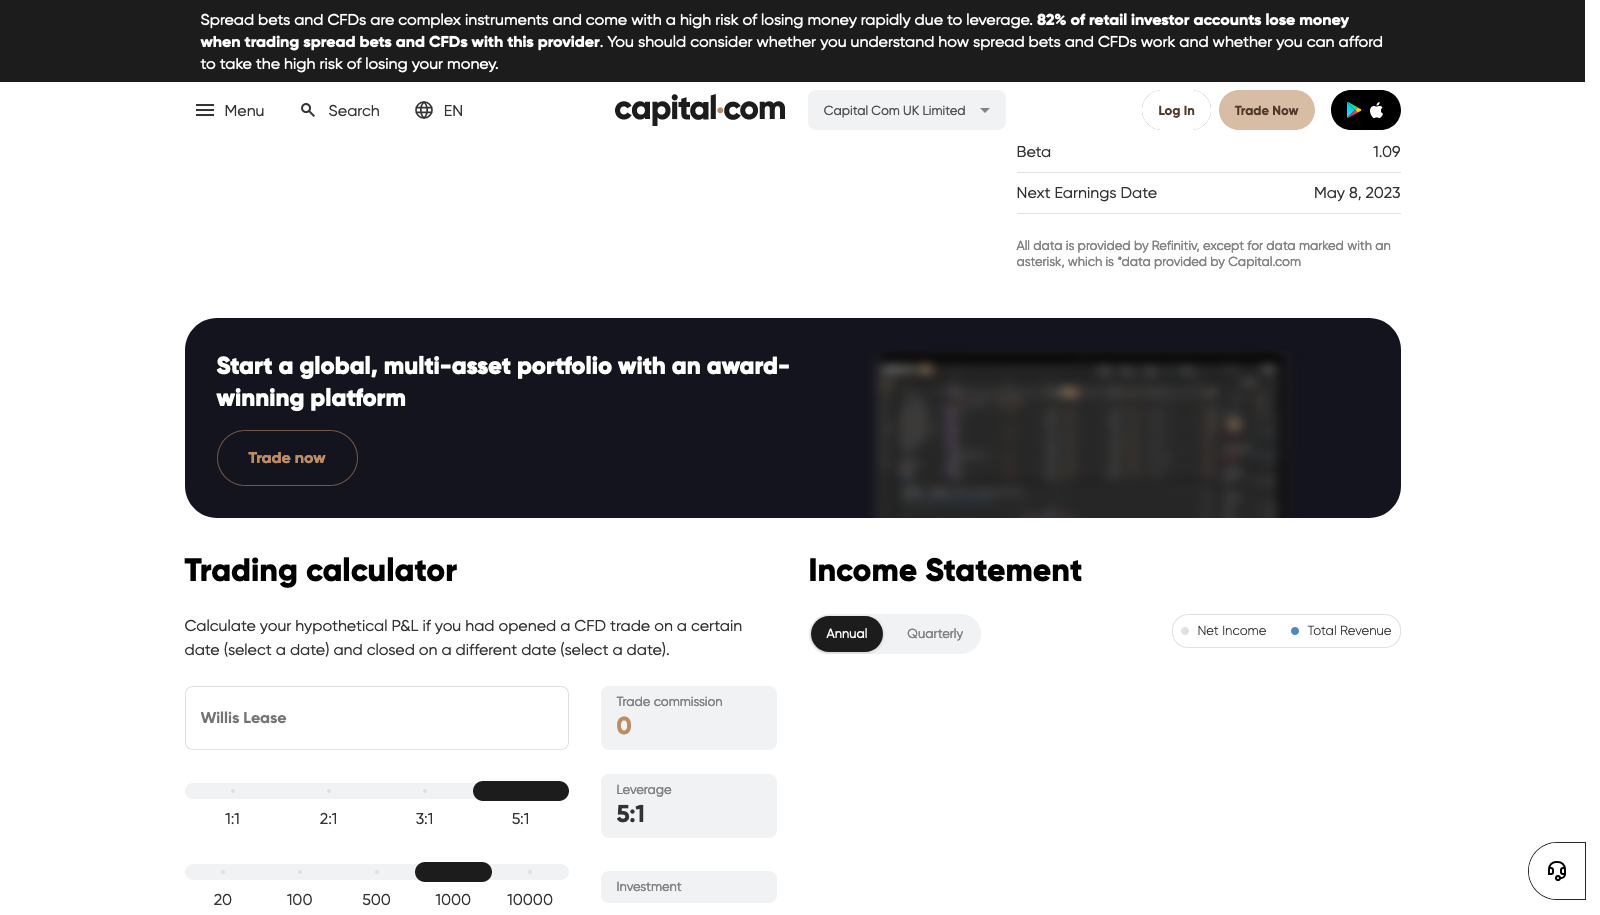 Spread bets and CFDs are complex instruments and come with a high risk of losing money rapidly due to leverage. 82% of retail investor accounts lose money
when trading spread bets and CFDs with this provider. You should consider whether you understand how spread bets and CFDs work and whether you can afford
to take the high risk of losing your money.
Menu
Search
EN
capital.com
Capital Com UK Limited
Log In
Trade Now
Beta 1.09
Next Earnings Date May 8, 2023
All data is provided by Refinitiv, except for data marked with an
asterisk, which is *data provided by Capital.com
Start a global, multi-asset portfolio with an award-
winning platform
Trade now
Trading calculator
Calculate your hypothetical P&L if you had opened a CFD trade on a certain
date (select a date) and closed on a different date (select a date).
Willis Lease
Trade commission
0
1:1 2:1 3:1 5:1
Leverage
5:1
20 100 500 1000 10000
Investment
Income Statement
Annual
Quarterly
Net Income
Total Revenue